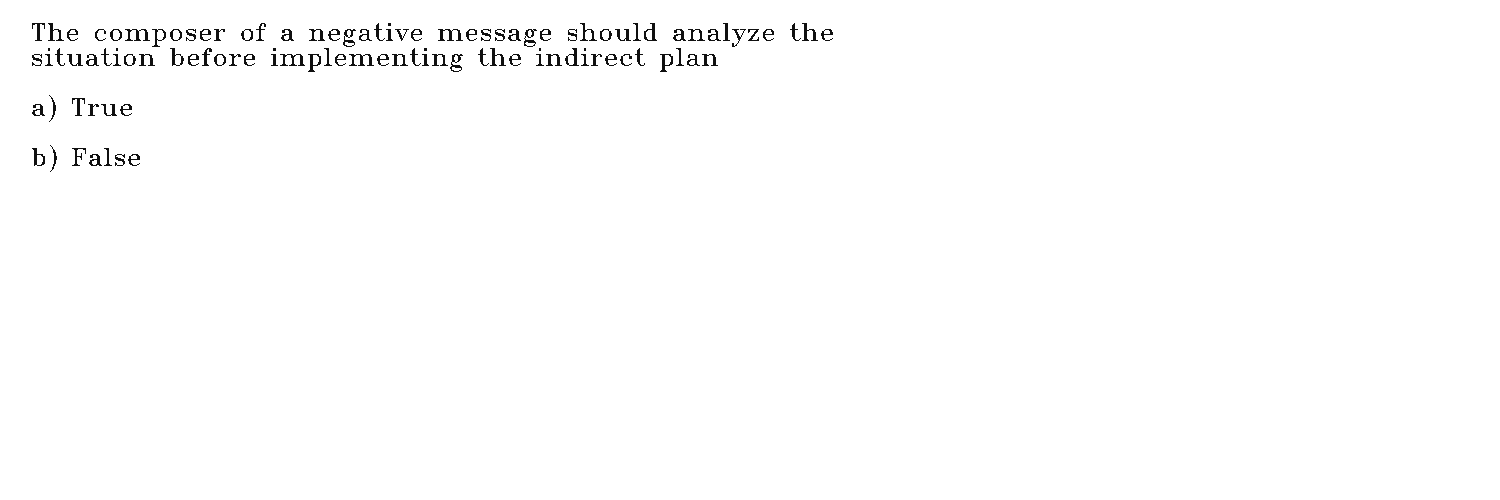 The composer of a negative message should analyze the
situation before implementing the indirect plan
a) True
b) False